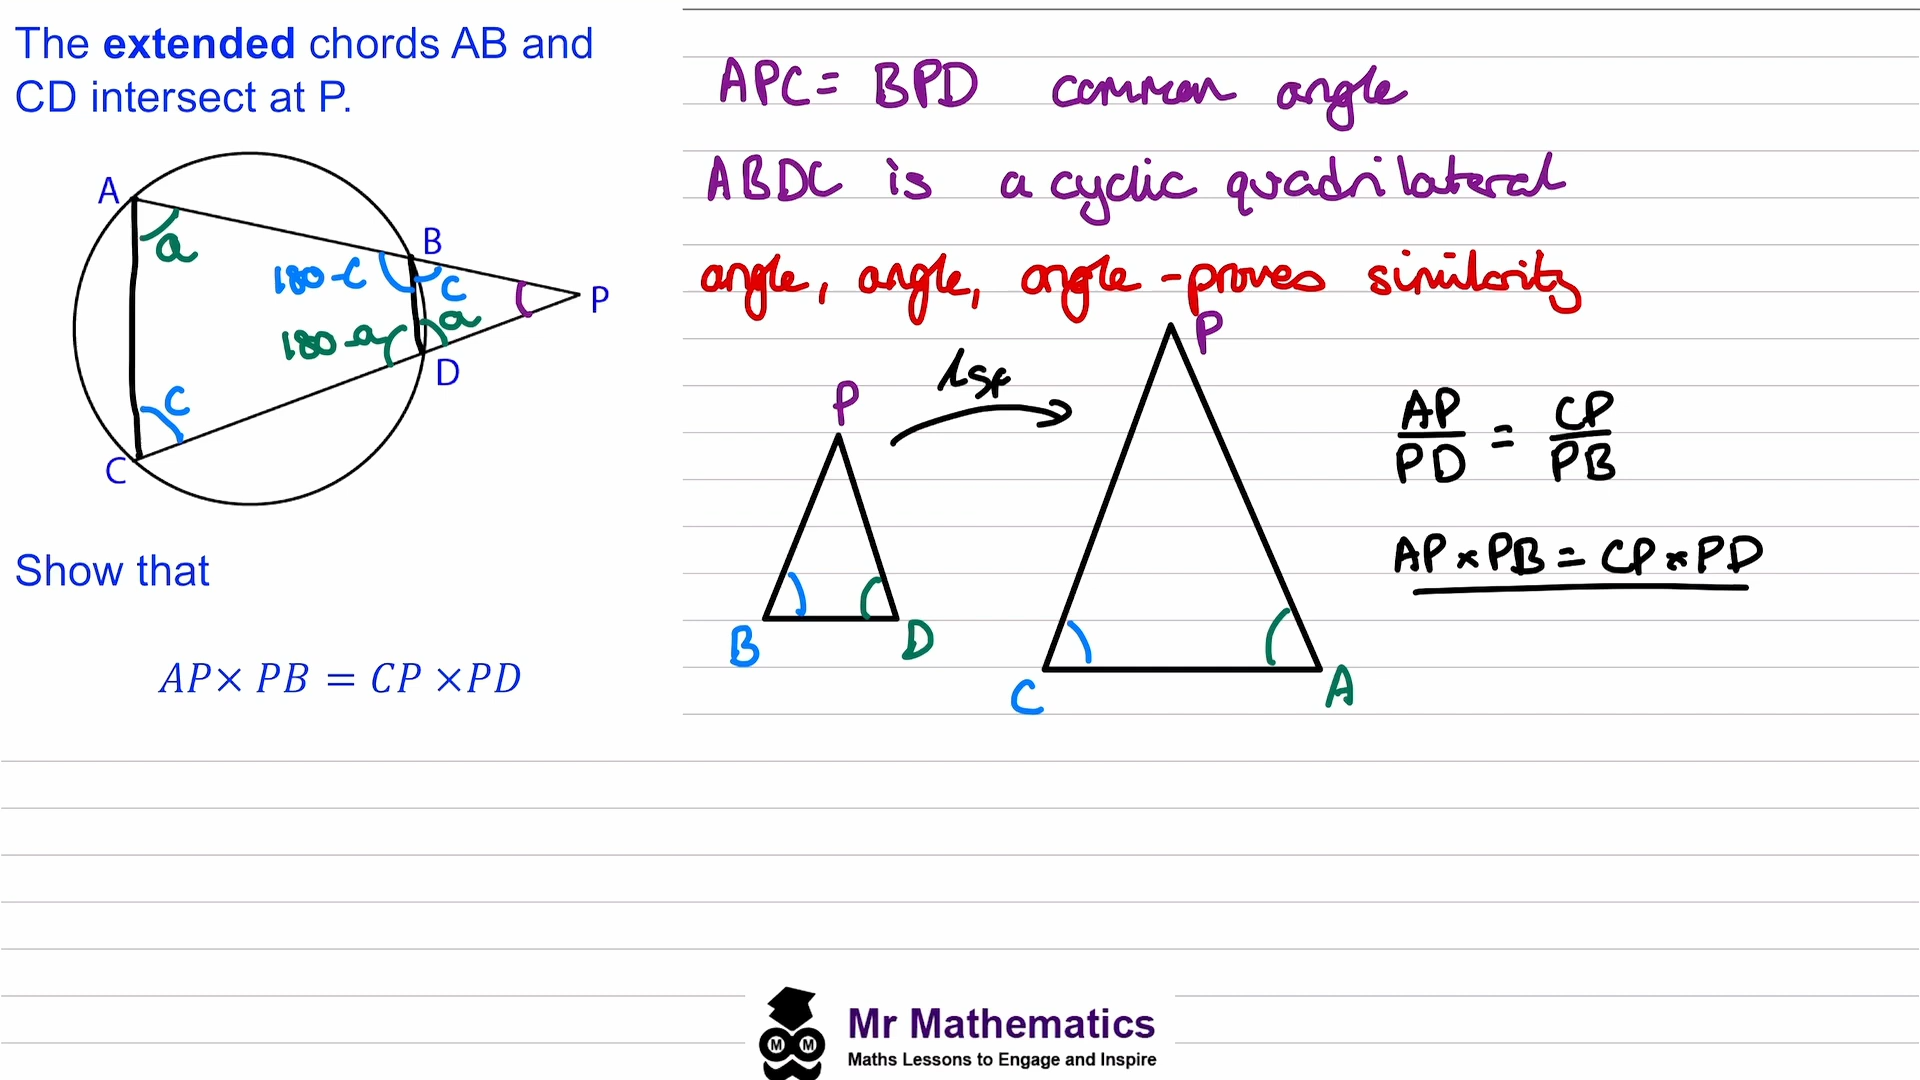 The extended chords AB and
CD intersect at P.
A
a
B
180-c
c
P
180-a
a
D
c
C
Show that
AP× PB = CP ×PD
APC = BPD common angle
ABDC is a cyclic quadrilateral
angle, angle, angle - proves similarity
P
lsf
P
B
D
C
A
AP/PD = CP/PB
AP × PB = CP × PD
M M
Mr Mathematics
Maths Lessons to Engage and Inspire